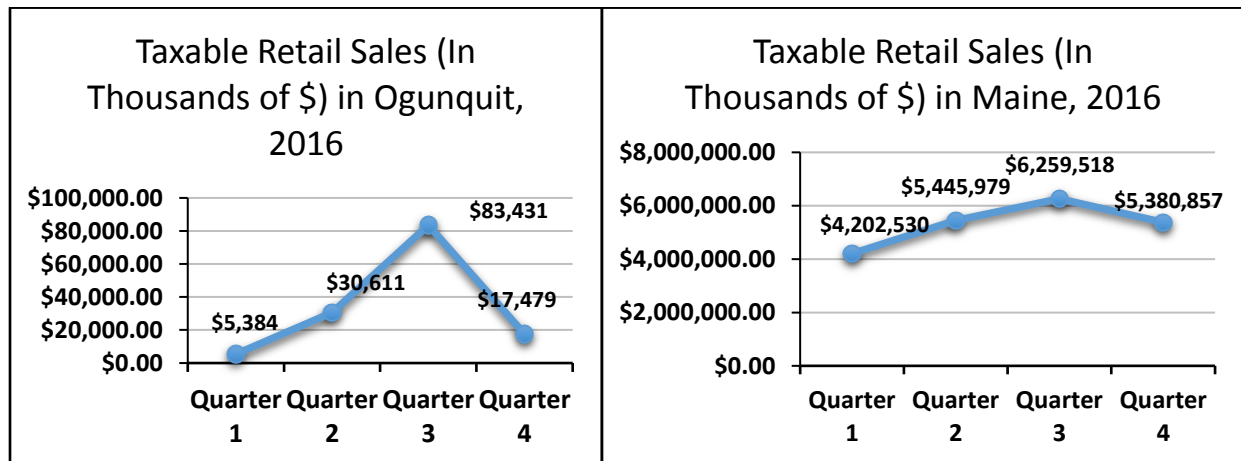 Taxable Retail Sales (In
Thousands of $) in Ogunquit,
2016
$100,000.00
$80,000.00
$60,000.00
$40,000.00
$20,000.00
$0.00
$5,384
$30,611
$83,431
$17,479
Quarter Quarter Quarter Quarter
1 2 3 4
Taxable Retail Sales (In
Thousands of $) in Maine, 2016
$8,000,000.00
$6,000,000.00
$4,000,000.00
$2,000,000.00
$0.00
$4,202,530
$5,445,979
$6,259,518
$5,380,857
Quarter Quarter Quarter Quarter
1 2 3 4